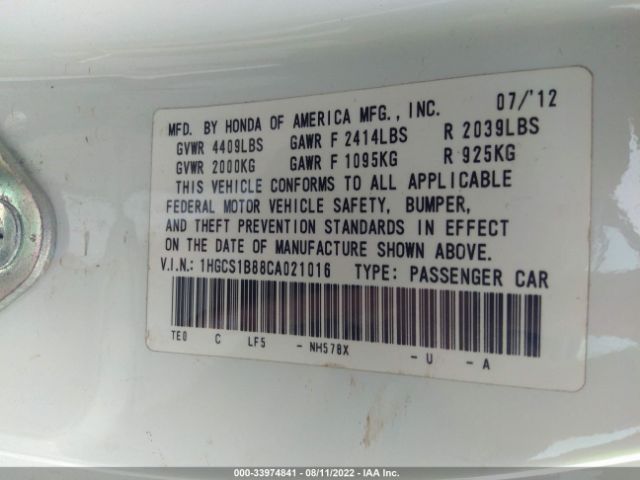 MFD. BY HONDA OF AMERICA MFG., INC. 07/'12
GVWR 4409LBS GAWR F 2414LBS R 2039LBS
GVWR 2000KG GAWR F 1095KG R 925KG
THIS VEHICLE CONFORMS TO ALL APPLICABLE
FEDERAL MOTOR VEHICLE SAFETY, BUMPER,
AND THEFT PREVENTION STANDARDS IN EFFECT
ON THE DATE OF MANUFACTURE SHOWN ABOVE.
V.I.N.: 1HGCS1B88CA021016 TYPE: PASSENGER CAR
TE0 C LF5 - NH578X - U - A
000-33974841 - 08/11/2022 - IAA Inc.